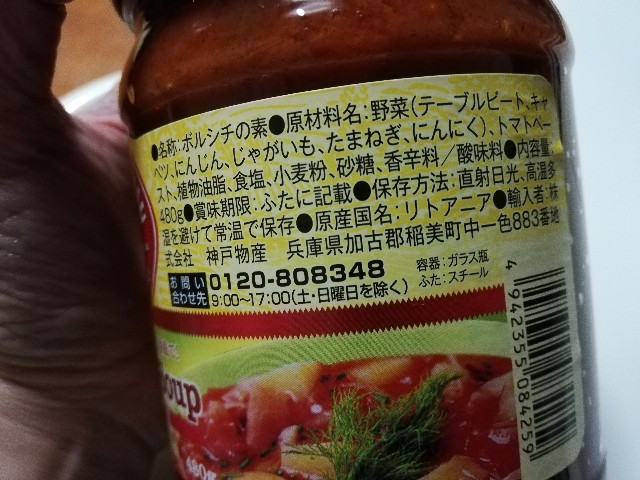 ●名称:ボルシチの素●原材料名:野菜(テーブルビート、キャ
ベツ、にんじん、じゃがいも、たまねぎ、にんにく)、トマトペー
スト、植物油脂、食塩、小麦粉、砂糖、香辛料／酸味料●内容量:
480g●賞味期限:ふたに記載●保存方法:直射日光、高温多
湿を避けて常温で保存●原産国名:リトアニア●輸入者:株
式会社 神戸物産 兵庫県加古郡稲美町中一色883番地
お問い
合わせ先
0120-808348
9:00〜17:00(土・日曜日を除く)
容器:ガラス瓶
ふた:スチール
4 942355 084259
oup
480g